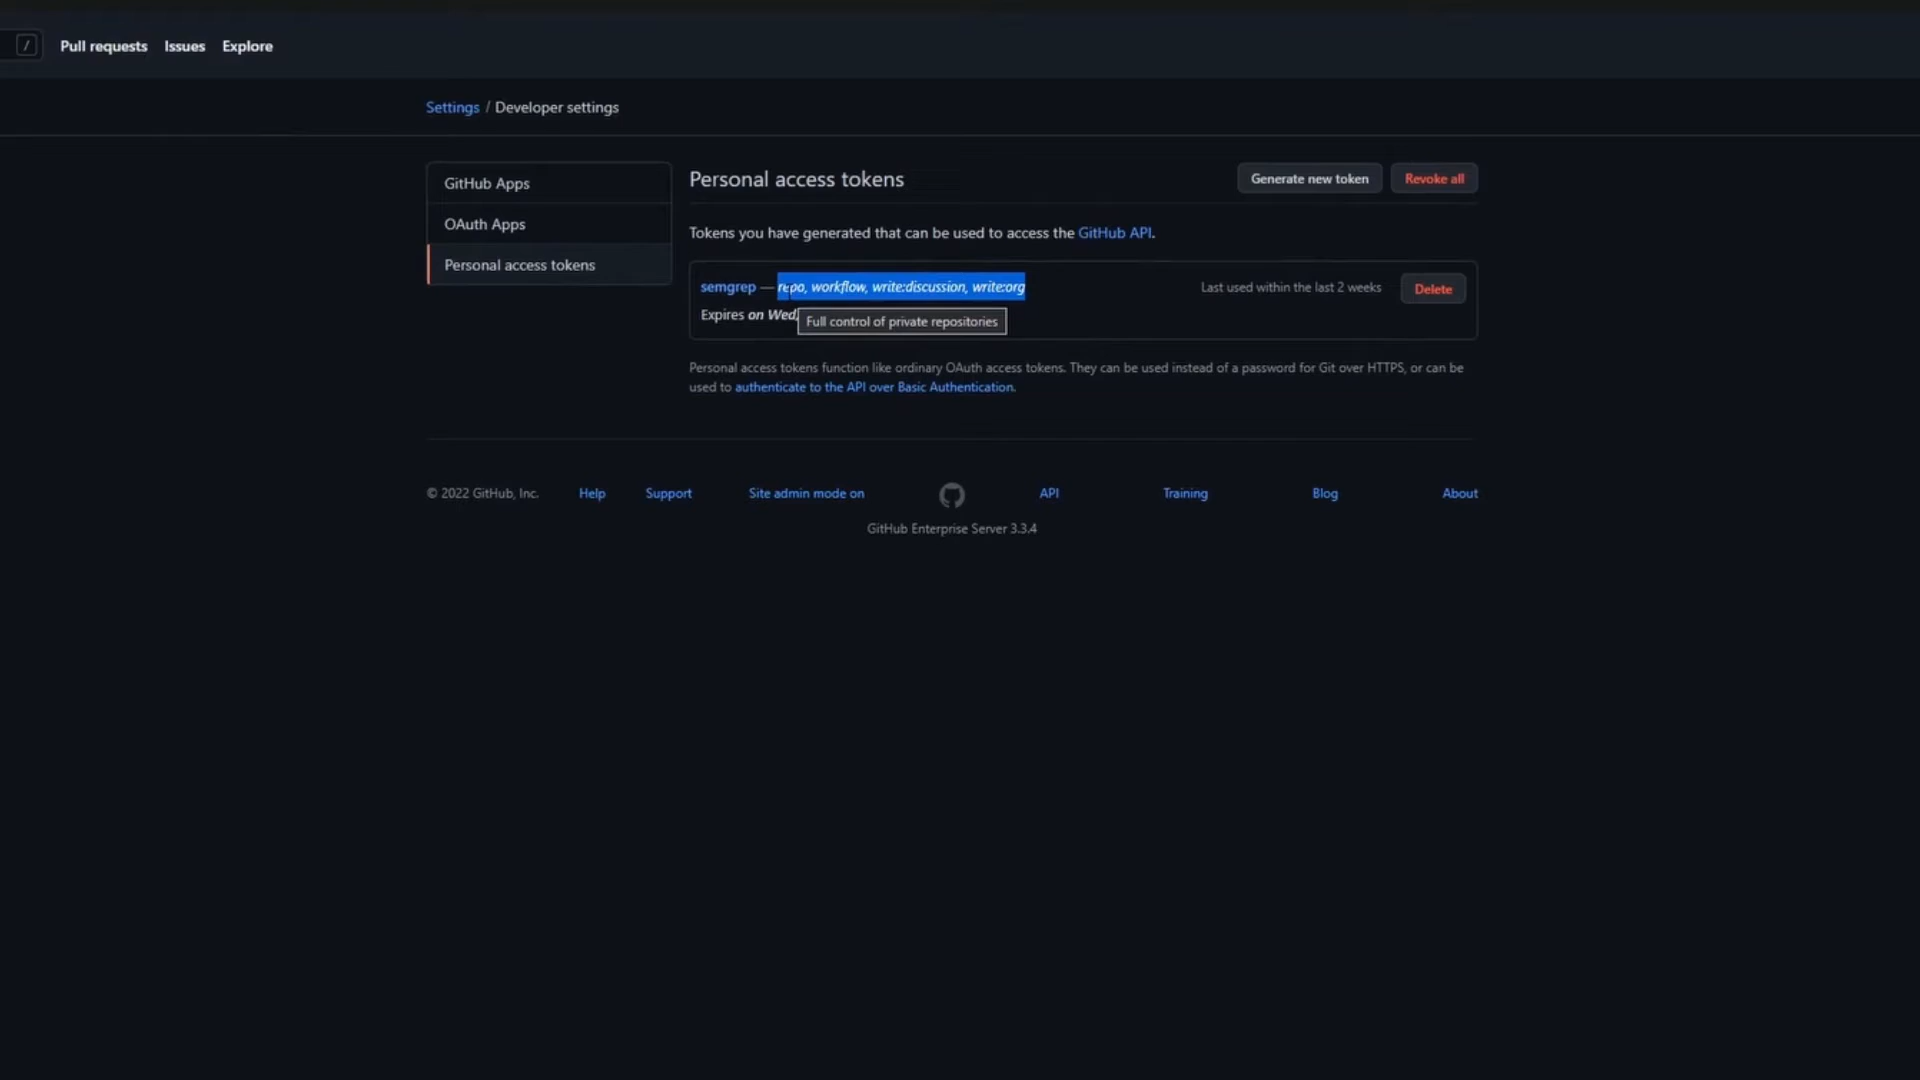 / Pull requests Issues Explore
Settings / Developer settings
GitHub Apps
OAuth Apps
Personal access tokens
Personal access tokens
Generate new token
Revoke all
Tokens you have generated that can be used to access the GitHub API.
semgrep — repo, workflow, write:discussion, write:org
Last used within the last 2 weeks
Delete
Expires on Wed,
Full control of private repositories
Personal access tokens function like ordinary OAuth access tokens. They can be used instead of a password for Git over HTTPS, or can be
used to authenticate to the API over Basic Authentication.
© 2022 GitHub, Inc. Help Support Site admin mode on API Training Blog About
GitHub Enterprise Server 3.3.4